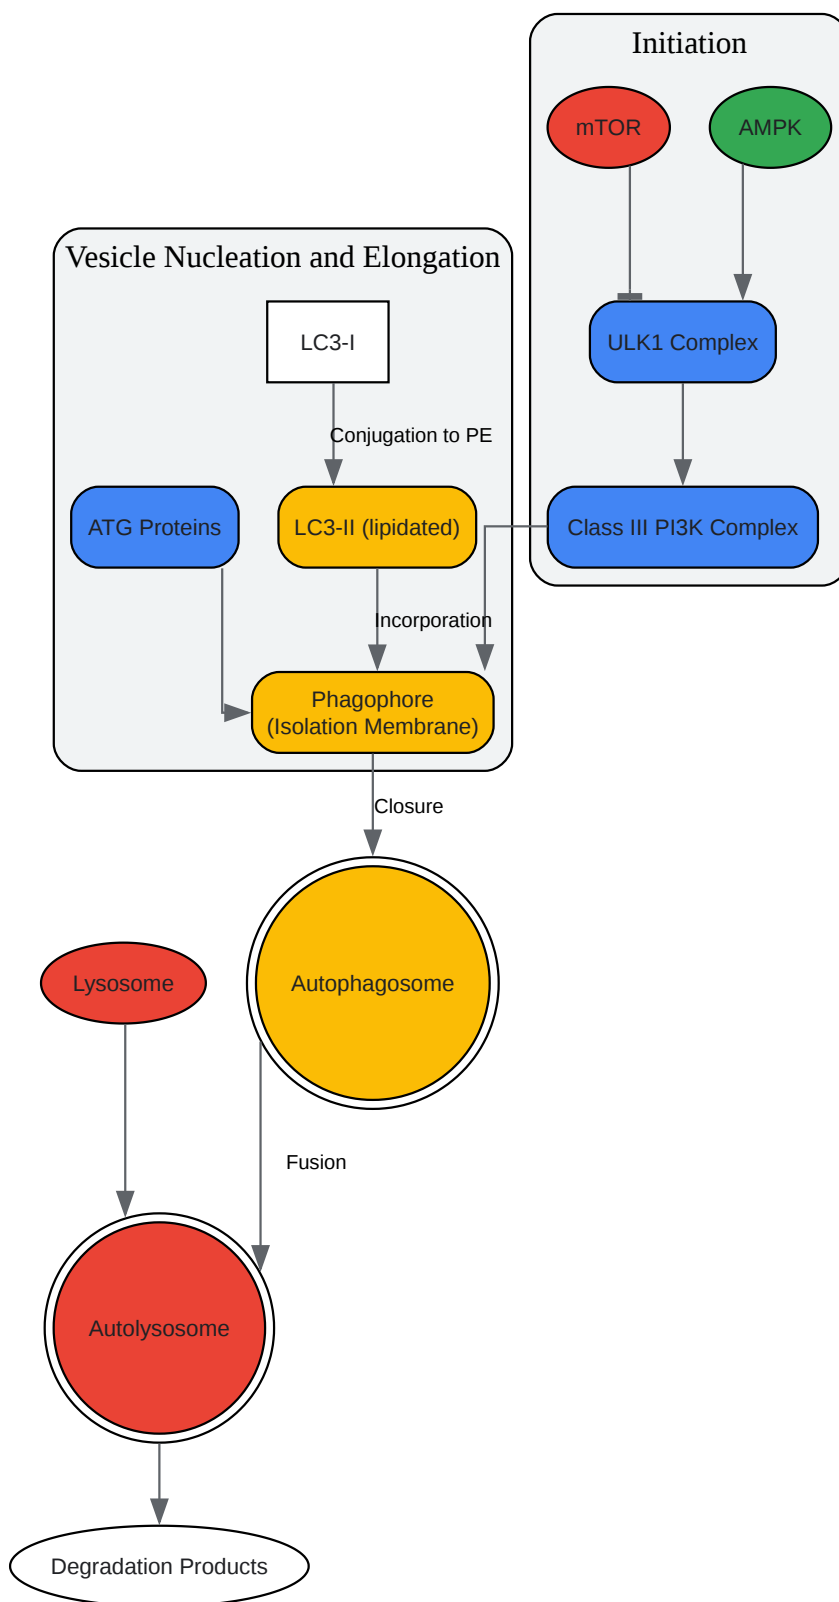 Initiation
mTOR
AMPK
Vesicle Nucleation and Elongation
LC3-I
ULK1 Complex
Conjugation to PE
ATG Proteins
LC3-II (lipidated)
Class III PI3K Complex
Incorporation
Phagophore
(Isolation Membrane)
Closure
Lysosome
Autophagosome
Fusion
Autolysosome
Degradation Products